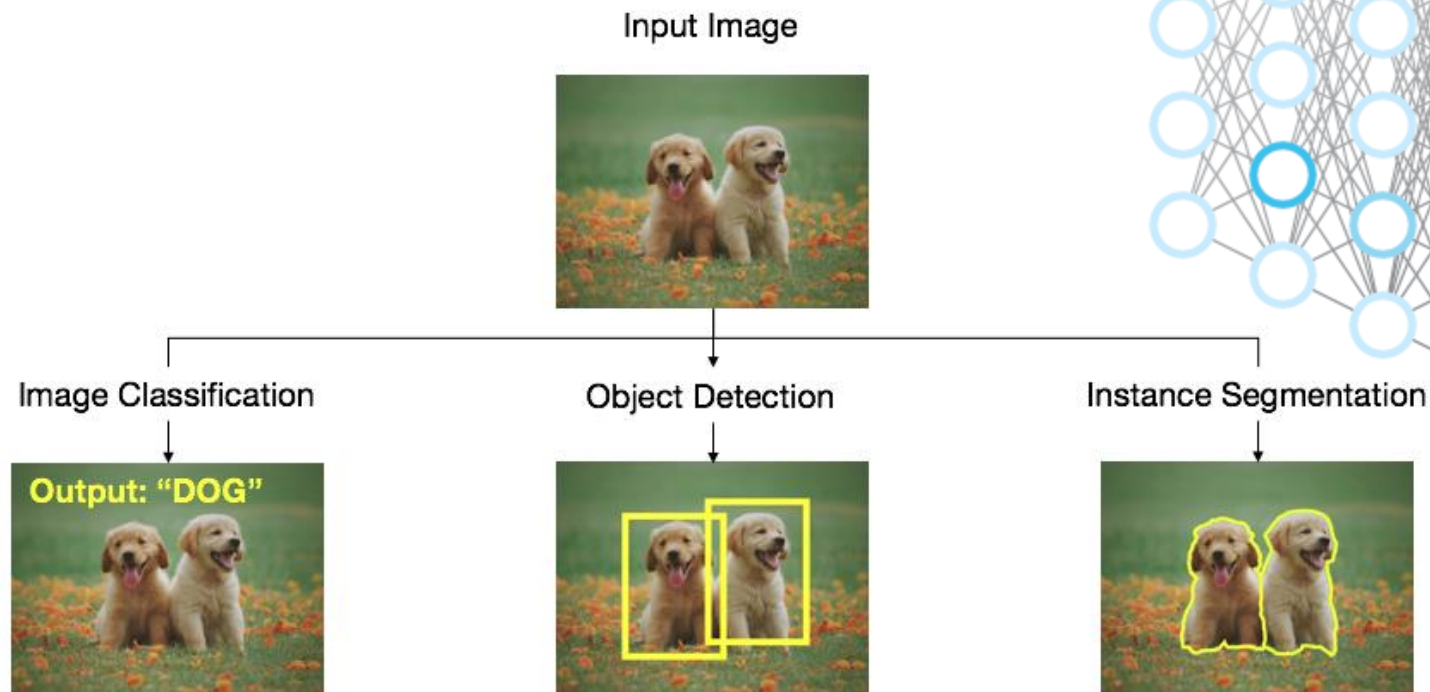 Input Image
Image Classification
Object Detection
Instance Segmentation
Output: “DOG”